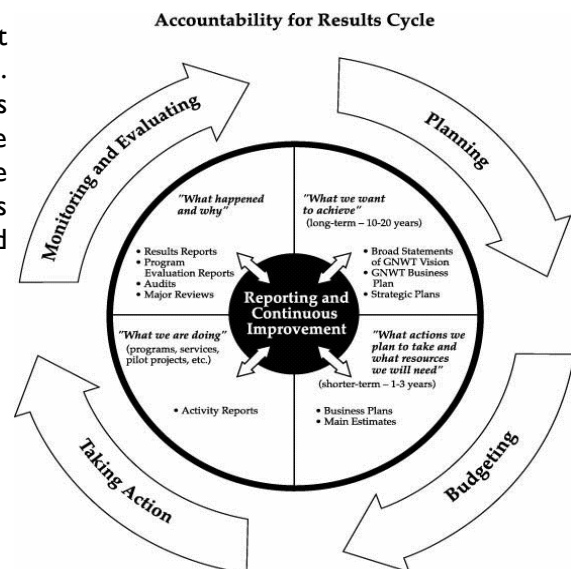 Accountability for Results Cycle
Monitoring and Evaluating
Planning
"What happened
and why"
• Results Reports
• Program
Evaluation Reports
• Audits
• Major Reviews
"What we want
to achieve"
(long-term – 10-20 years)
• Broad Statements
of GNWT Vision
• GNWT Business
Plan
• Strategic Plans
Reporting and
Continuous
Improvement
"What we are doing"
(programs, services,
pilot projects, etc.)
• Activity Reports
"What actions we
plan to take and
what resources
we will need"
(shorter-term – 1-3 years)
• Business Plans
• Main Estimates
Taking Action
Budgeting